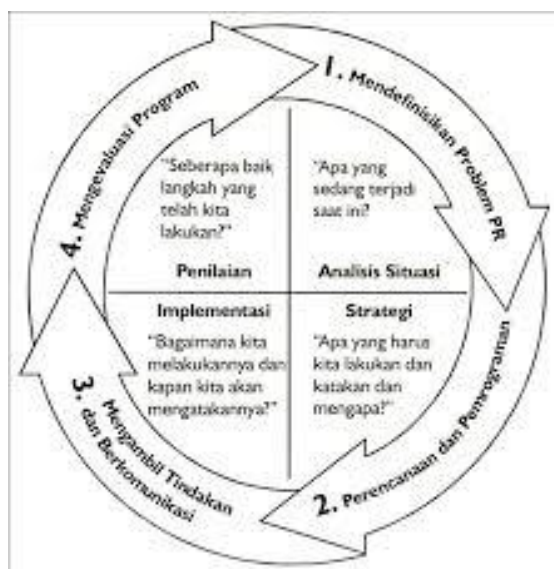 1. Mendefinisikan Problem PR
"Apa yang
sedang terjadi
saat ini?
Analisis Situasi
Strategi
"Apa yang harus
kita lakukan dan
katakan dan
mengapa?"
2. Perencanaan dan Pemrograman
3. Mengambil Tindakan
dan Berkomunikasi
Implementasi
"Bagaimana kita
melakukannya dan
kapan kita akan
mengatakannya?"
4. Mengevaluasi Program
"Seberapa baik
langkah yang
telah kita
lakukan?"
Penilaian